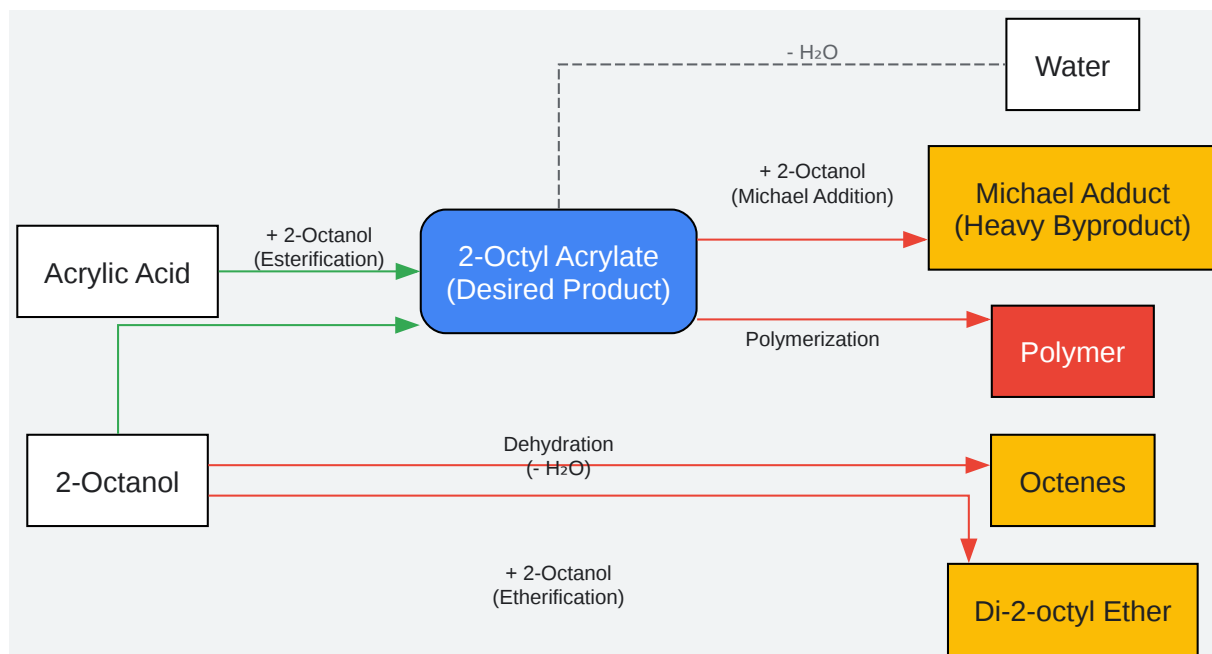 - H₂O
Water
+ 2-Octanol
(Michael Addition)
Michael Adduct
(Heavy Byproduct)
+ 2-Octanol
(Esterification)
Acrylic Acid
2-Octyl Acrylate
(Desired Product)
Polymerization
Polymer
Dehydration
(- H₂O)
2-Octanol
Octenes
+ 2-Octanol
(Etherification)
Di-2-octyl Ether